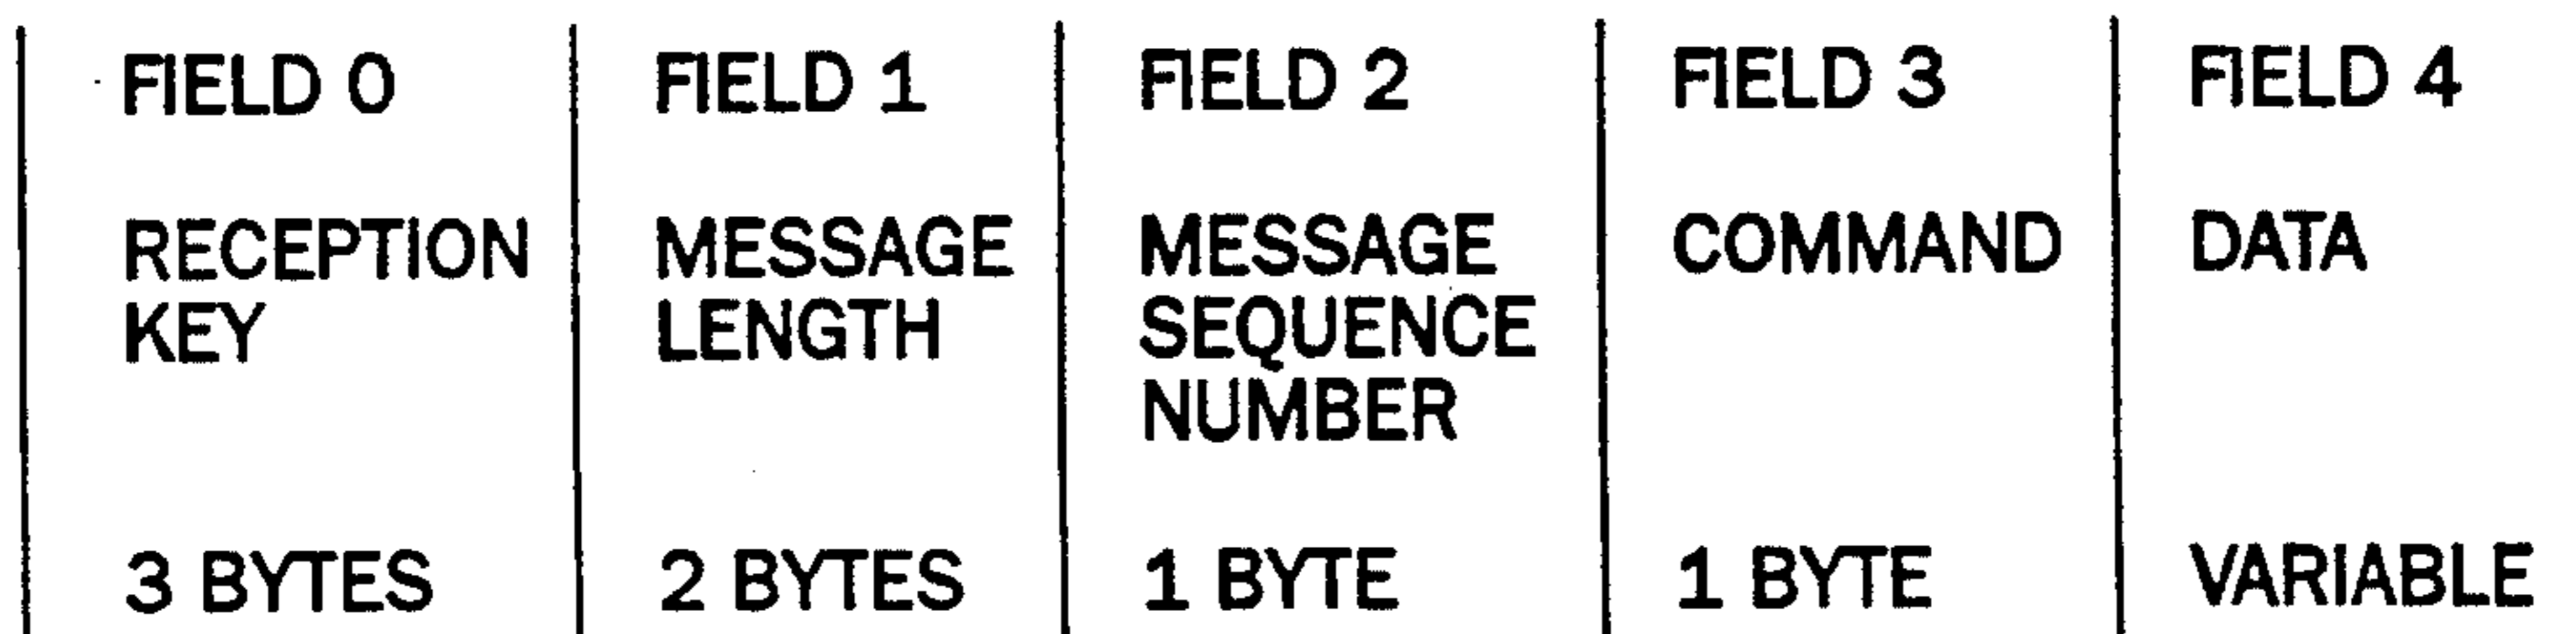 FIELD 0 FIELD 1 FIELD 2 FIELD 3 FIELD 4
RECEPTION MESSAGE MESSAGE COMMAND DATA
KEY LENGTH SEQUENCE
NUMBER
3 BYTES 2 BYTES 1 BYTE 1 BYTE VARIABLE